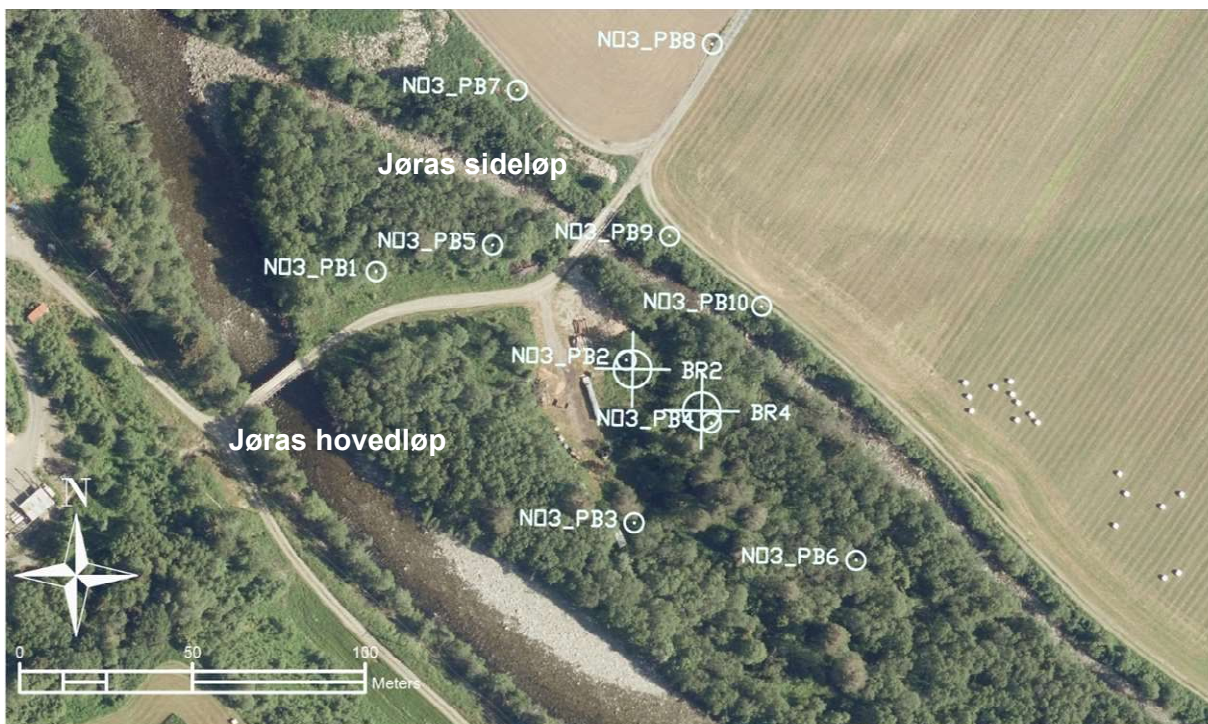 NO3_PB8
NO3_PB7
Jøras sideløp
NO3_PB9
NO3_PB5
NO3_PB1
NO3_PB10
NO3_PB2
BR2
NO3_PB4
BR4
Jøras hovedløp
N
NO3_PB3
NO3_PB6
0 50 100
Meters